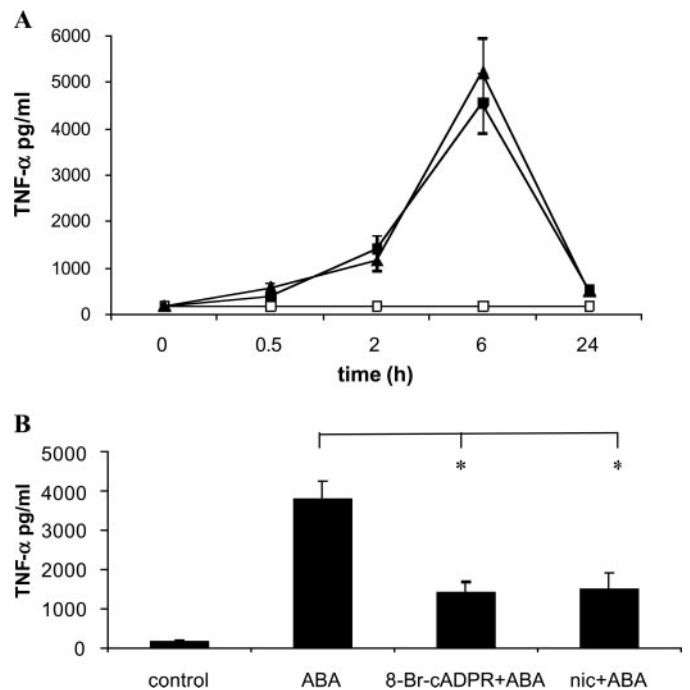 A
6000
5000
4000
3000
2000
1000
0
TNF-α pg/ml
0 0.5 2 6 24
time (h)
B
5000
4000
3000
2000
1000
0
TNF-α pg/ml
* *
control ABA 8-Br-cADPR+ABA nic+ABA